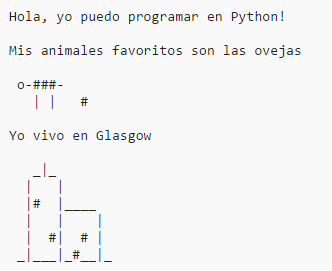 Hola, yo puedo programar en Python!
Mis animales favoritos son las ovejas
 o-###-
   | |   #
Yo vivo en Glasgow
   _|_
  |   |
  |#  |____
  |   |    |
  |  #|  # |
 _|___|_#__|_